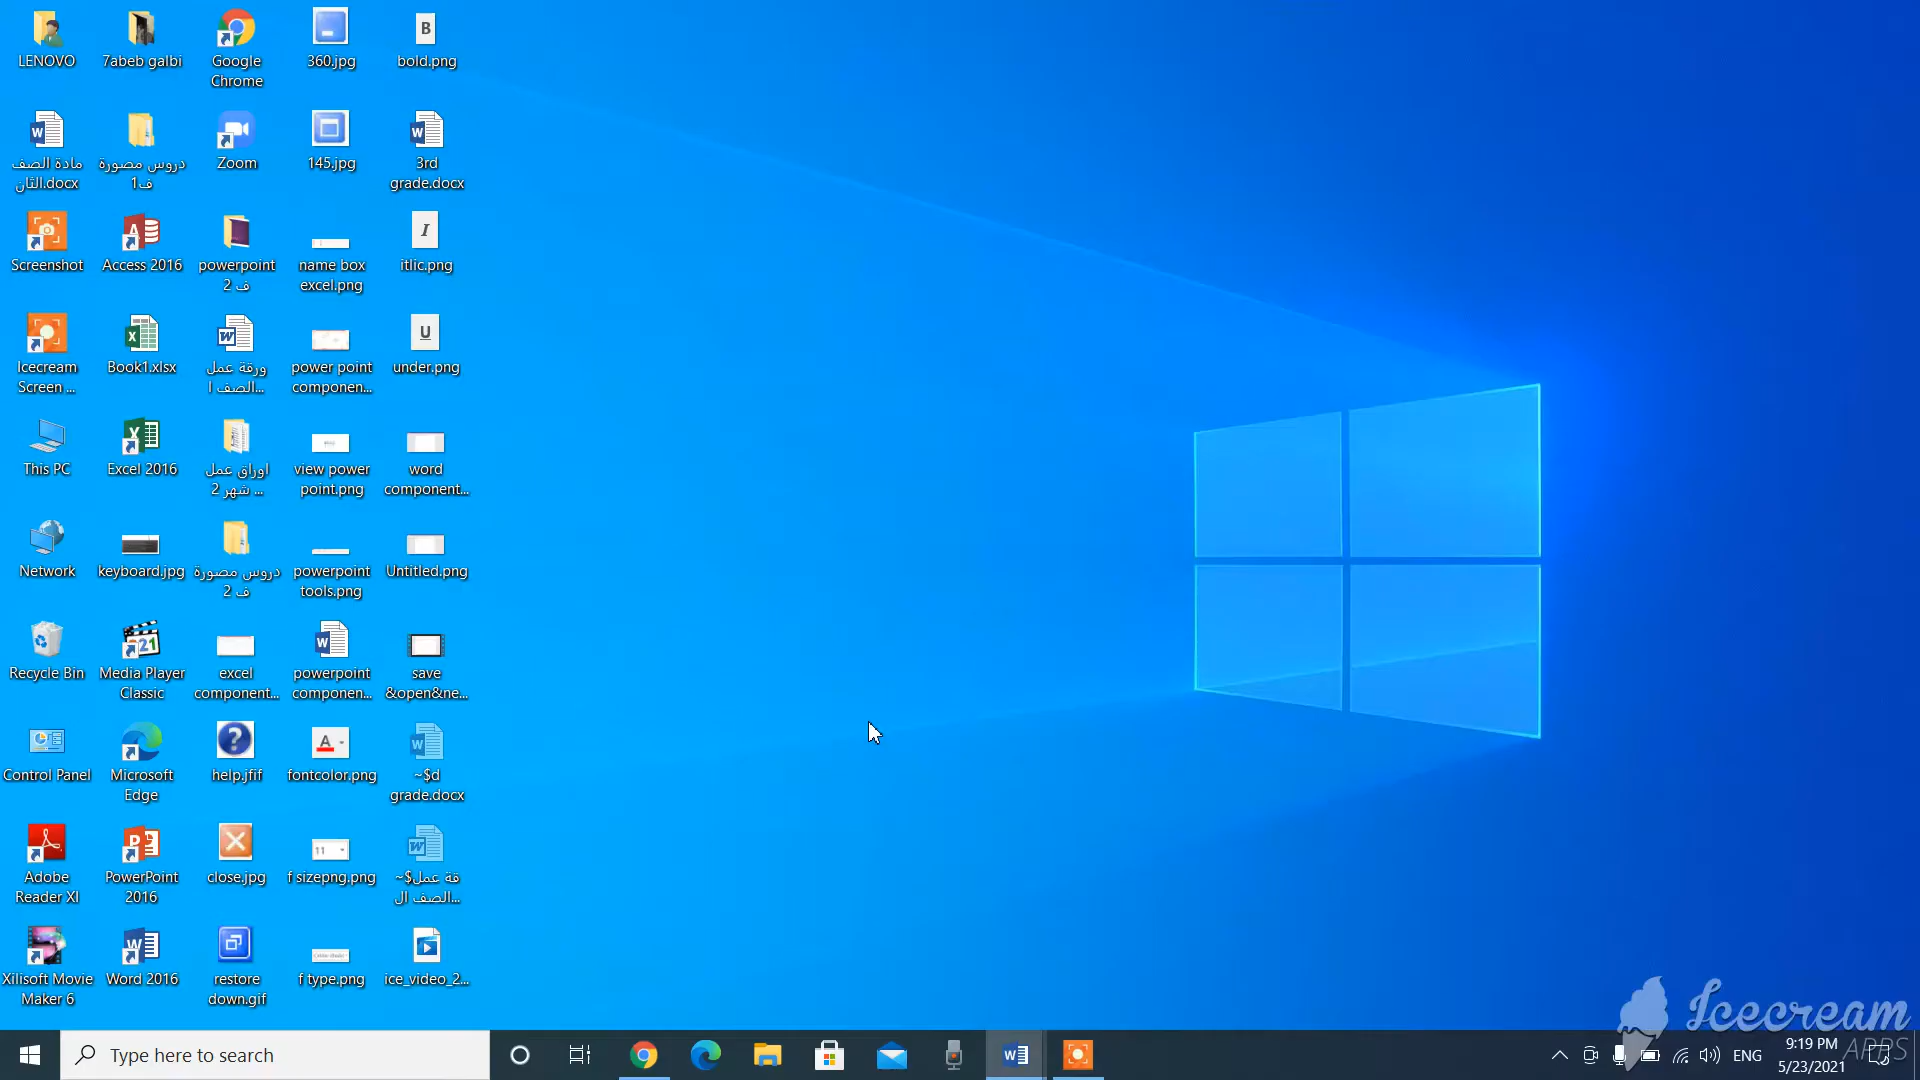 LENOVO
7abeb galbi
Google
Chrome
360.jpg
bold.png
مادة الصف
الثان.docx
دروس مصورة
ف1
Zoom
145.jpg
3rd
grade.docx
Screenshot
Access 2016
powerpoint
ف 2
name box
excel.png
itlic.png
Icecream
Screen ...
Book1.xlsx
ورقة عمل
الصف ا...
power point
componen...
under.png
This PC
Excel 2016
اوراق عمل
شهر 2 ...
view power
point.png
word
component...
Network
keyboard.jpg
دروس مصورة
ف 2
powerpoint
tools.png
Untitled.png
Recycle Bin
Media Player
Classic
excel
component...
powerpoint
componen...
save
&open&ne...
Control Panel
Microsoft
Edge
help.jfif
fontcolor.png
~$d
grade.docx
Adobe
Reader XI
PowerPoint
2016
close.jpg
f sizepng.png
~$قة عمل
الصف ال...
Xilisoft Movie
Maker 6
Word 2016
restore
down.gif
f type.png
ice_video_2...
Icecream
APPS
Type here to search
ENG
9:19 PM
5/23/2021